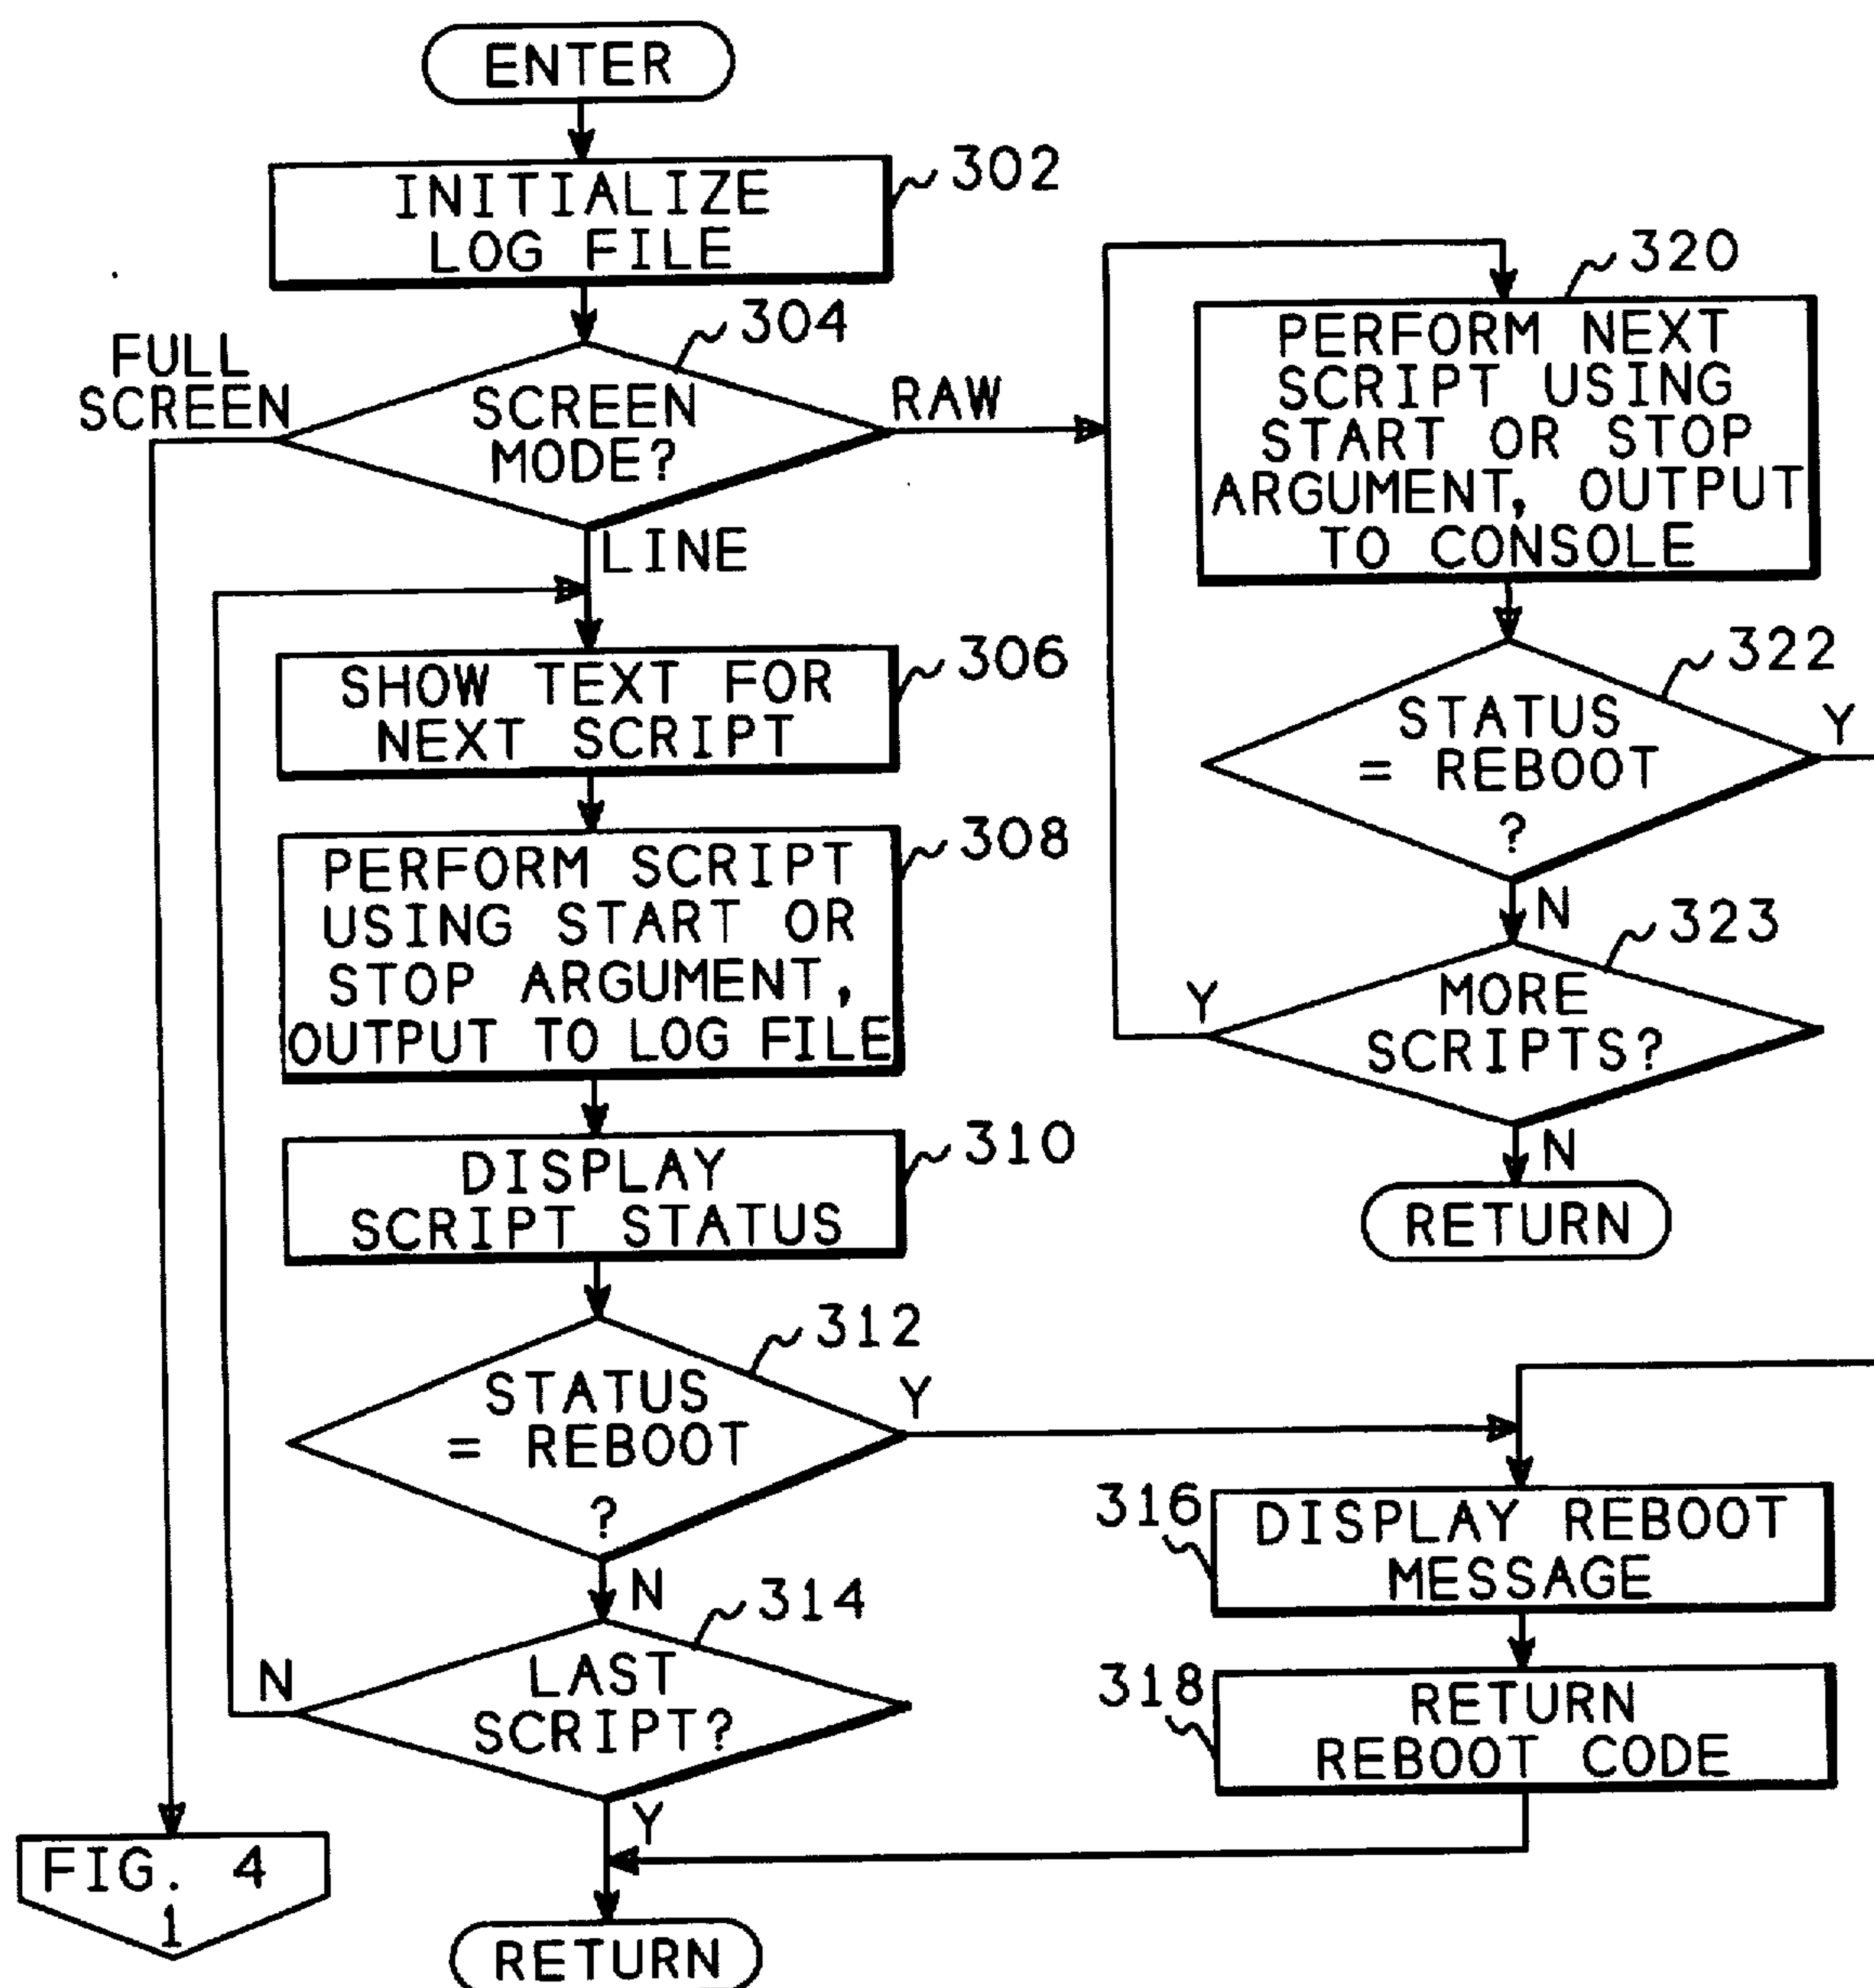 ENTER
INITIALIZE
LOG FILE
302
304
FULL
SCREEN
SCREEN
MODE?
RAW
LINE
SHOW TEXT FOR
NEXT SCRIPT
306
PERFORM SCRIPT
USING START OR
STOP ARGUMENT,
OUTPUT TO LOG FILE
308
DISPLAY
SCRIPT STATUS
310
312
STATUS
= REBOOT
?
Y
N
314
LAST
SCRIPT?
N
Y
FIG. 4
1
RETURN
320
PERFORM NEXT
SCRIPT USING
START OR STOP
ARGUMENT, OUTPUT
TO CONSOLE
322
STATUS
= REBOOT
?
Y
N
323
MORE
SCRIPTS?
Y
N
RETURN
316
DISPLAY REBOOT
MESSAGE
318
RETURN
REBOOT CODE